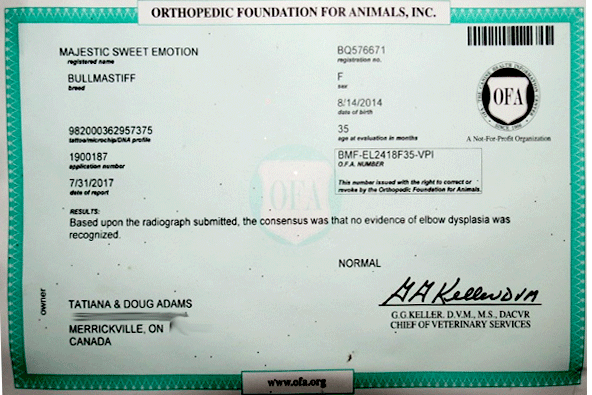 ORTHOPEDIC FOUNDATION FOR ANIMALS, INC.
MAJESTIC SWEET EMOTION
registered name
BQ576671
registration no.
BULLMASTIFF
breed
F
sex
8/14/2014
date of birth
982000362957375
tattoo/microchip/DNA profile
35
age at evaluation in months
1900187
application number
BMF-EL2418F35-VPI
O.F.A. NUMBER
7/31/2017
date of report
This number issued with the right to correct or
revoke by the Orthopedic Foundation for Animals.
OFA
A Not-For-Profit Organization
OFA
RESULTS:
Based upon the radiograph submitted, the consensus was that no evidence of elbow dysplasia was
recognized.
NORMAL
owner
TATIANA & DOUG ADAMS
MERRICKVILLE, ON
CANADA
GG Keller DVM
G.G. KELLER, D.V.M., M.S., DACVR
CHIEF OF VETERINARY SERVICES
www.ofa.org